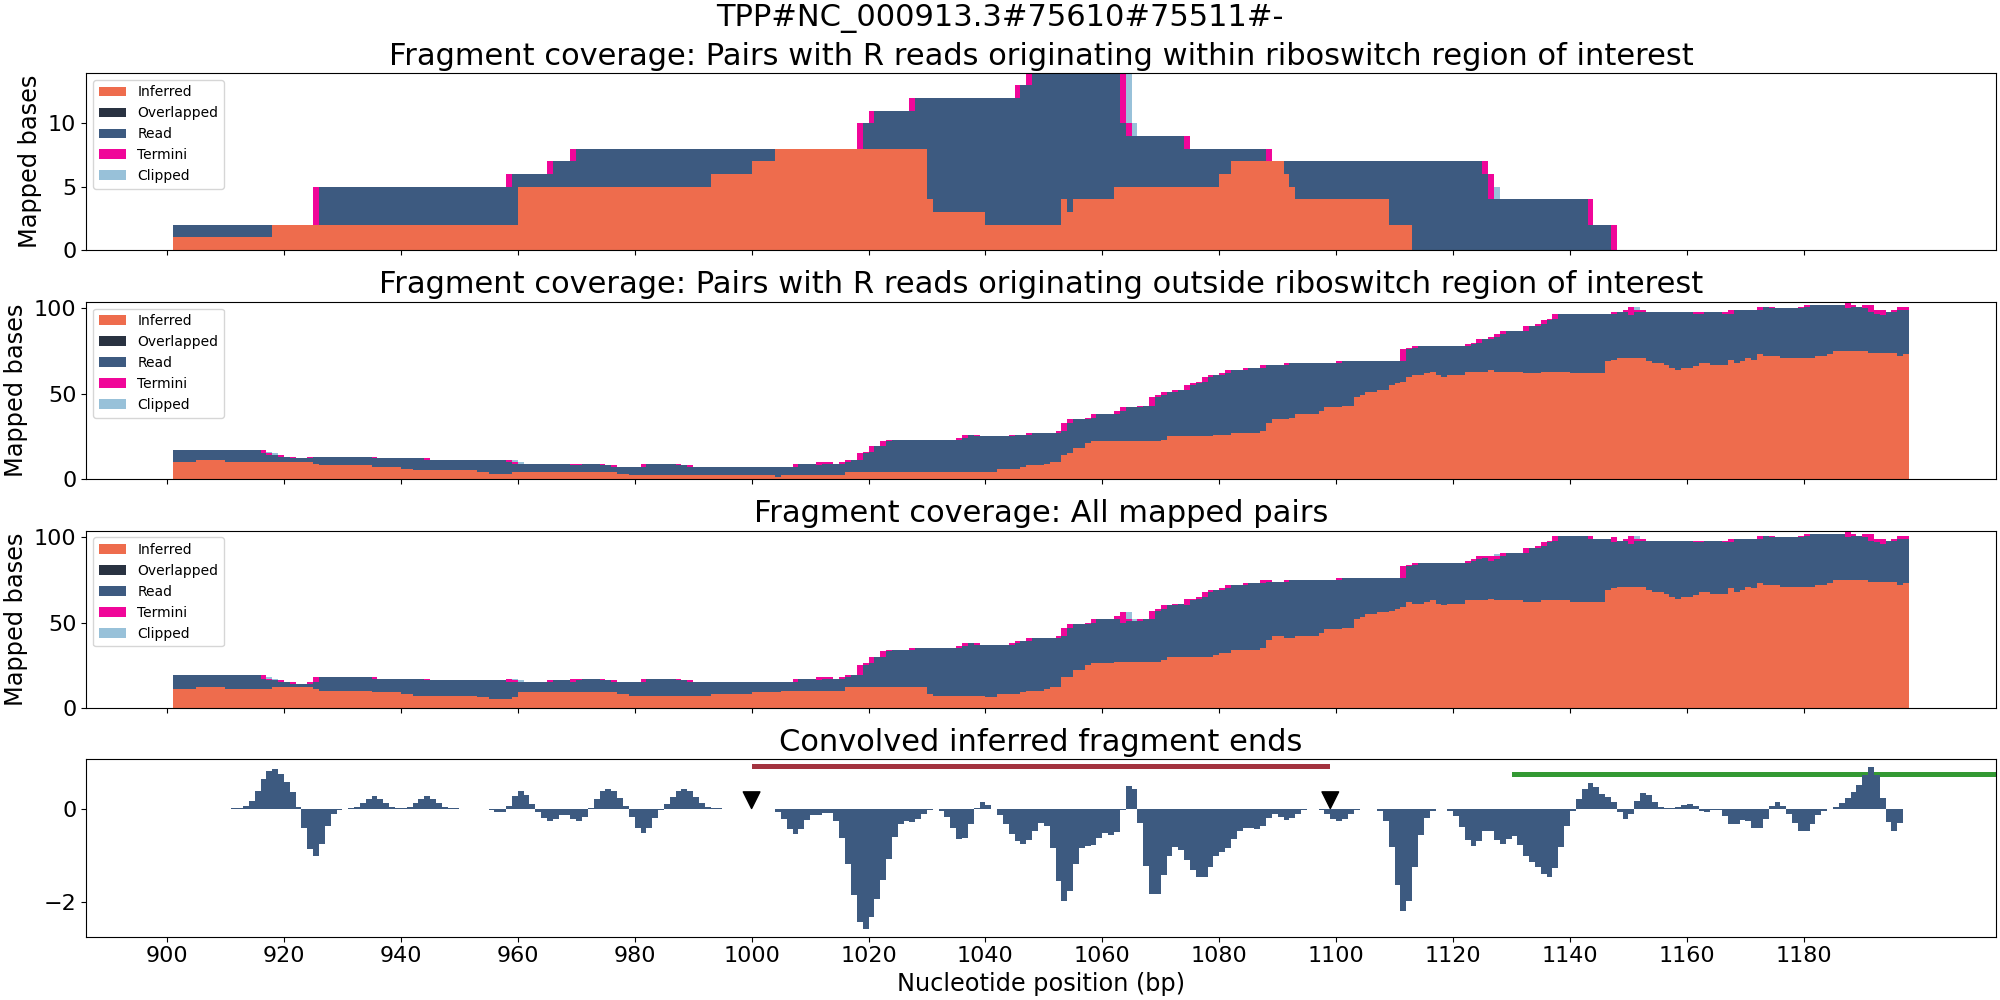 TPP#NC_000913.3#75610#75511#-
Fragment coverage: Pairs with R reads originating within riboswitch region of interest
Mapped bases
10
5
0
Inferred
Overlapped
Read
Termini
Clipped
Fragment coverage: Pairs with R reads originating outside riboswitch region of interest
Mapped bases
100
50
0
Inferred
Overlapped
Read
Termini
Clipped
Fragment coverage: All mapped pairs
Mapped bases
100
50
0
Inferred
Overlapped
Read
Termini
Clipped
Convolved inferred fragment ends
0
−2
900 920 940 960 980 1000 1020 1040 1060 1080 1100 1120 1140 1160 1180
Nucleotide position (bp)